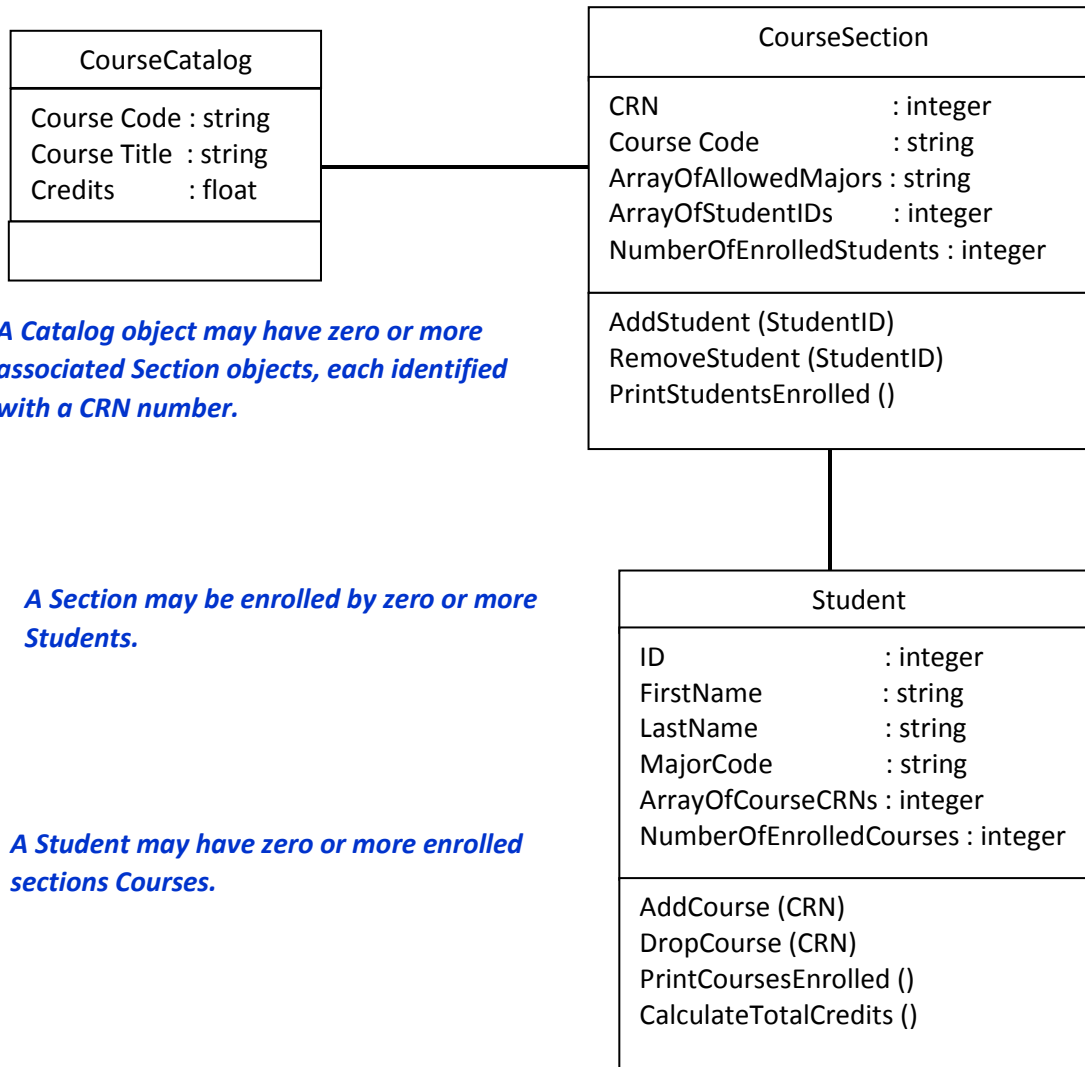 CourseCatalog
Course Code : string
Course Title : string
Credits : float
CourseSection
CRN : integer
Course Code : string
ArrayOfAllowedMajors : string
ArrayOfStudentIDs : integer
NumberOfEnrolledStudents : integer
AddStudent (StudentID)
RemoveStudent (StudentID)
PrintStudentsEnrolled ()
A Catalog object may have zero or more
associated Section objects, each identified
with a CRN number.
A Section may be enrolled by zero or more
Students.
Student
ID : integer
FirstName : string
LastName : string
MajorCode : string
ArrayOfCourseCRNs : integer
NumberOfEnrolledCourses : integer
AddCourse (CRN)
DropCourse (CRN)
PrintCoursesEnrolled ()
CalculateTotalCredits ()
A Student may have zero or more enrolled
sections Courses.